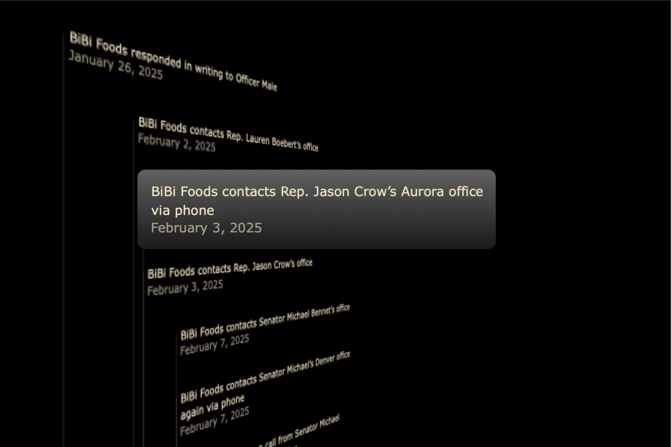 BiBi Foods responded in writing to Officer Male
January 26, 2025
BiBi Foods contacts Rep. Lauren Boebert’s office
February 2, 2025
BiBi Foods contacts Rep. Jason Crow’s Aurora office
via phone
February 3, 2025
BiBi Foods contacts Rep. Jason Crow’s office
February 3, 2025
BiBi Foods contacts Senator Michael Bennet’s office
February 7, 2025
BiBi Foods contacts Senator Michael’s Denver office
again via phone
February 7, 2025
call from Senator Michael